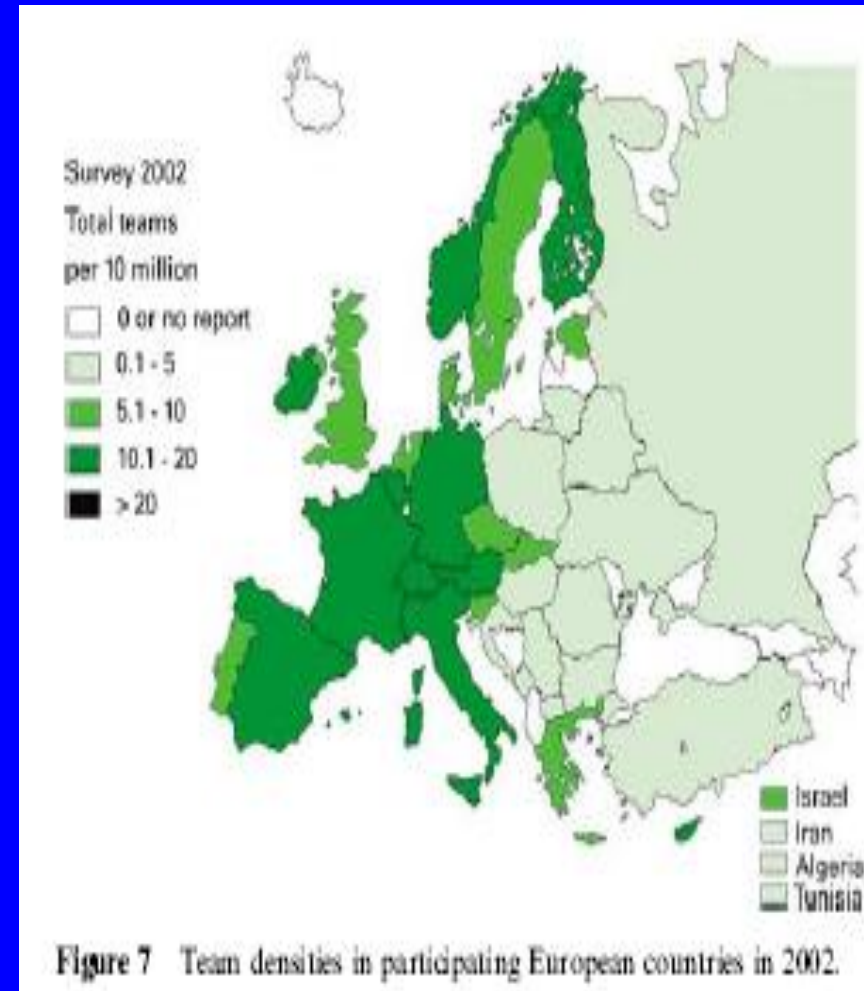 Survey 2002
Total teams
per 10 million
0 or no report
0.1 - 5
5.1 - 10
10.1 - 20
> 20
Israel
Iran
Algeria
Tunisia
Figure 7 Team densities in participating European countries in 2002.